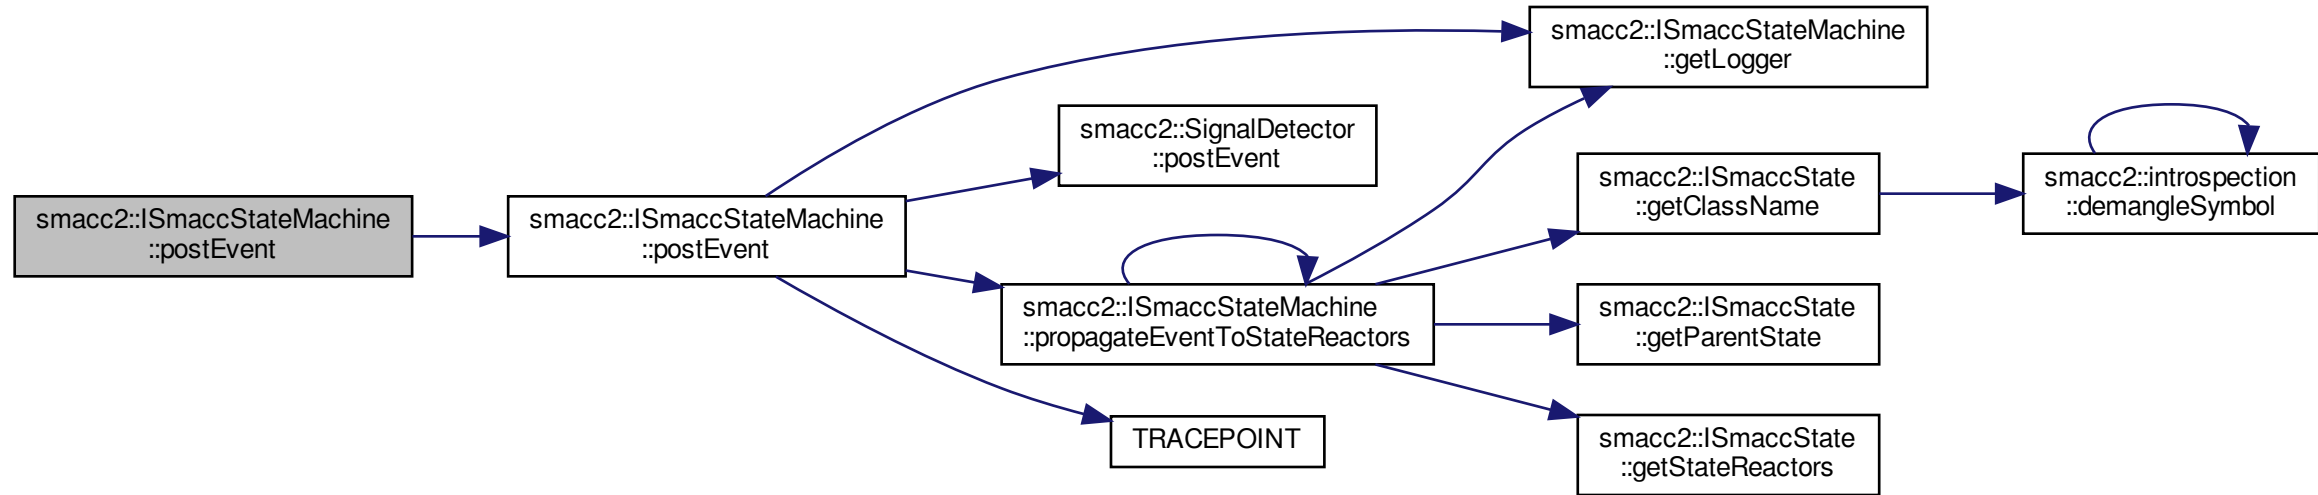 smacc2::ISmaccStateMachine
::postEvent
smacc2::ISmaccStateMachine
::postEvent
smacc2::ISmaccStateMachine
::getLogger
smacc2::SignalDetector
::postEvent
smacc2::ISmaccStateMachine
::propagateEventToStateReactors
TRACEPOINT
smacc2::ISmaccState
::getClassName
smacc2::ISmaccState
::getParentState
smacc2::ISmaccState
::getStateReactors
smacc2::introspection
::demangleSymbol